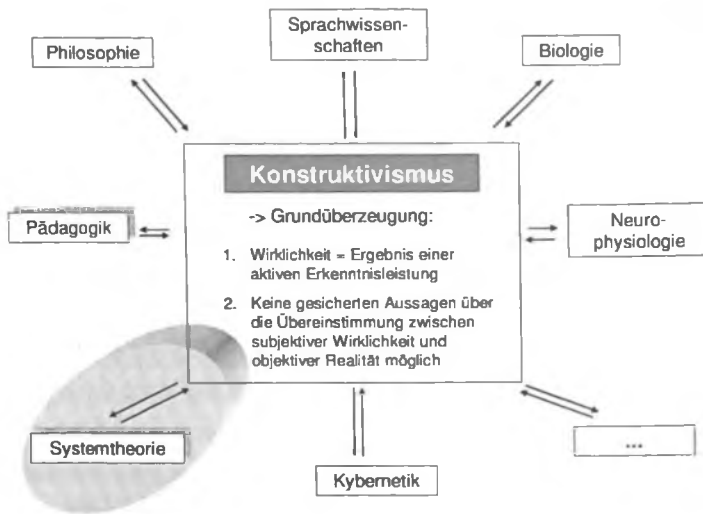 Sprachwissen-
schaften
Philosophie
Biologie
Konstruktivismus
-> Grundüberzeugung:
Pädagogik
Neuro-
physiologie
1. Wirklichkeit = Ergebnis einer
aktiven Erkenntnisleistung
2. Keine gesicherten Aussagen über
die Übereinstimmung zwischen
subjektiver Wirklichkeit und
objektiver Realität möglich
Systemtheorie
...
Kybernetik